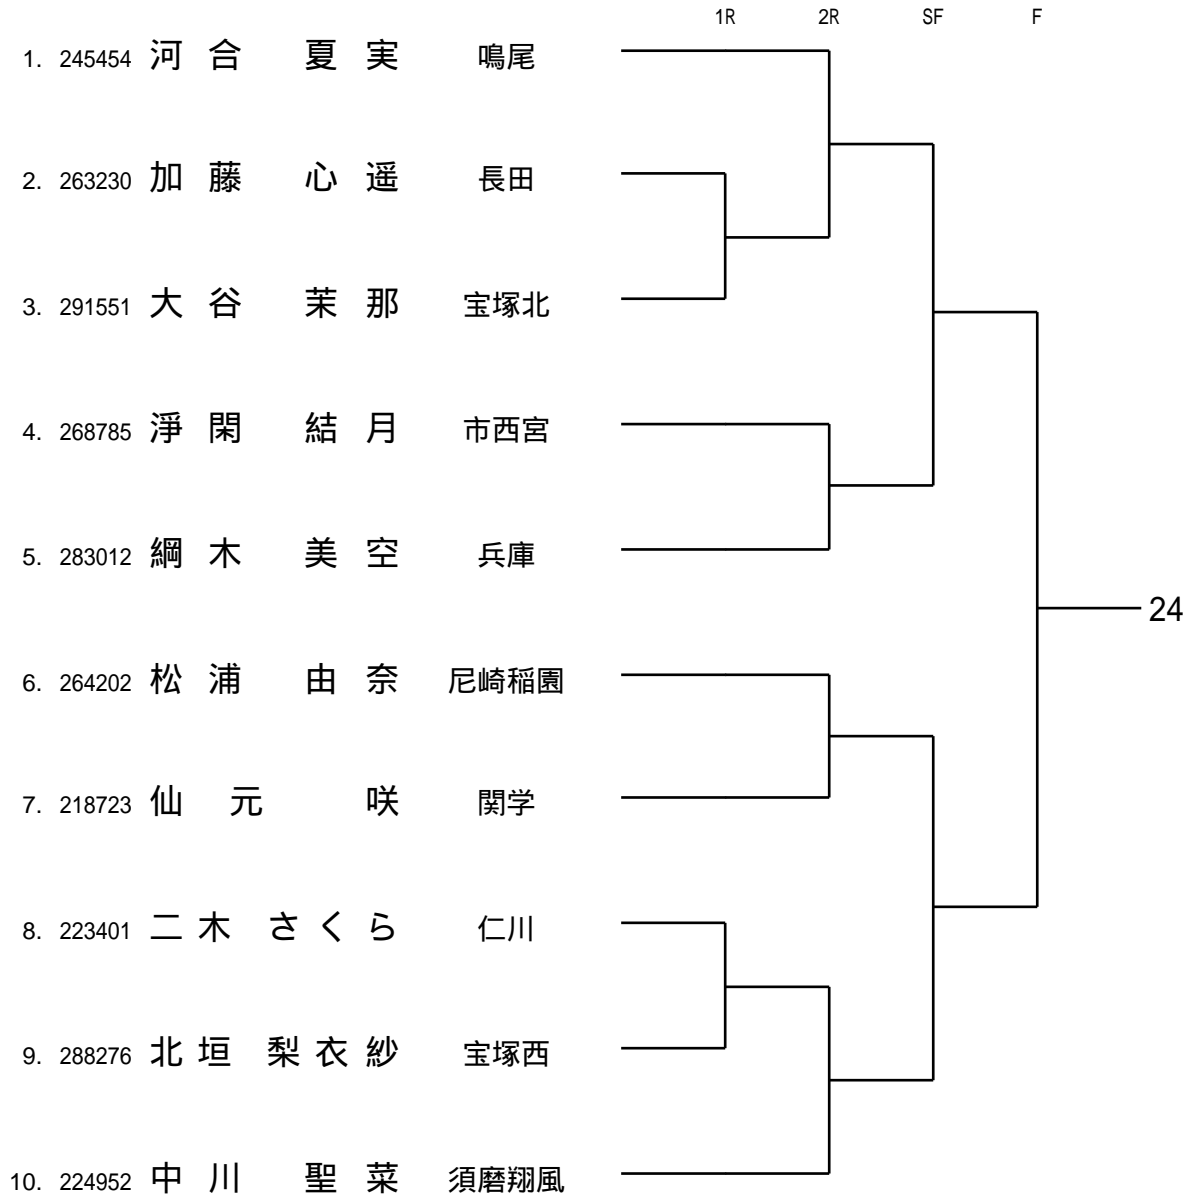 1R 2R SF F
1. 245454 河合 夏実 鳴尾
2. 263230 加藤 心遥 長田
3. 291551 大谷 茉那 宝塚北
4. 268785 淨閑 結月 市西宮
5. 283012 綱木 美空 兵庫
24
6. 264202 松浦 由奈 尼崎稲園
7. 218723 仙元 咲 関学
8. 223401 二木 さくら 仁川
9. 288276 北垣 梨衣紗 宝塚西
10. 224952 中川 聖菜 須磨翔風